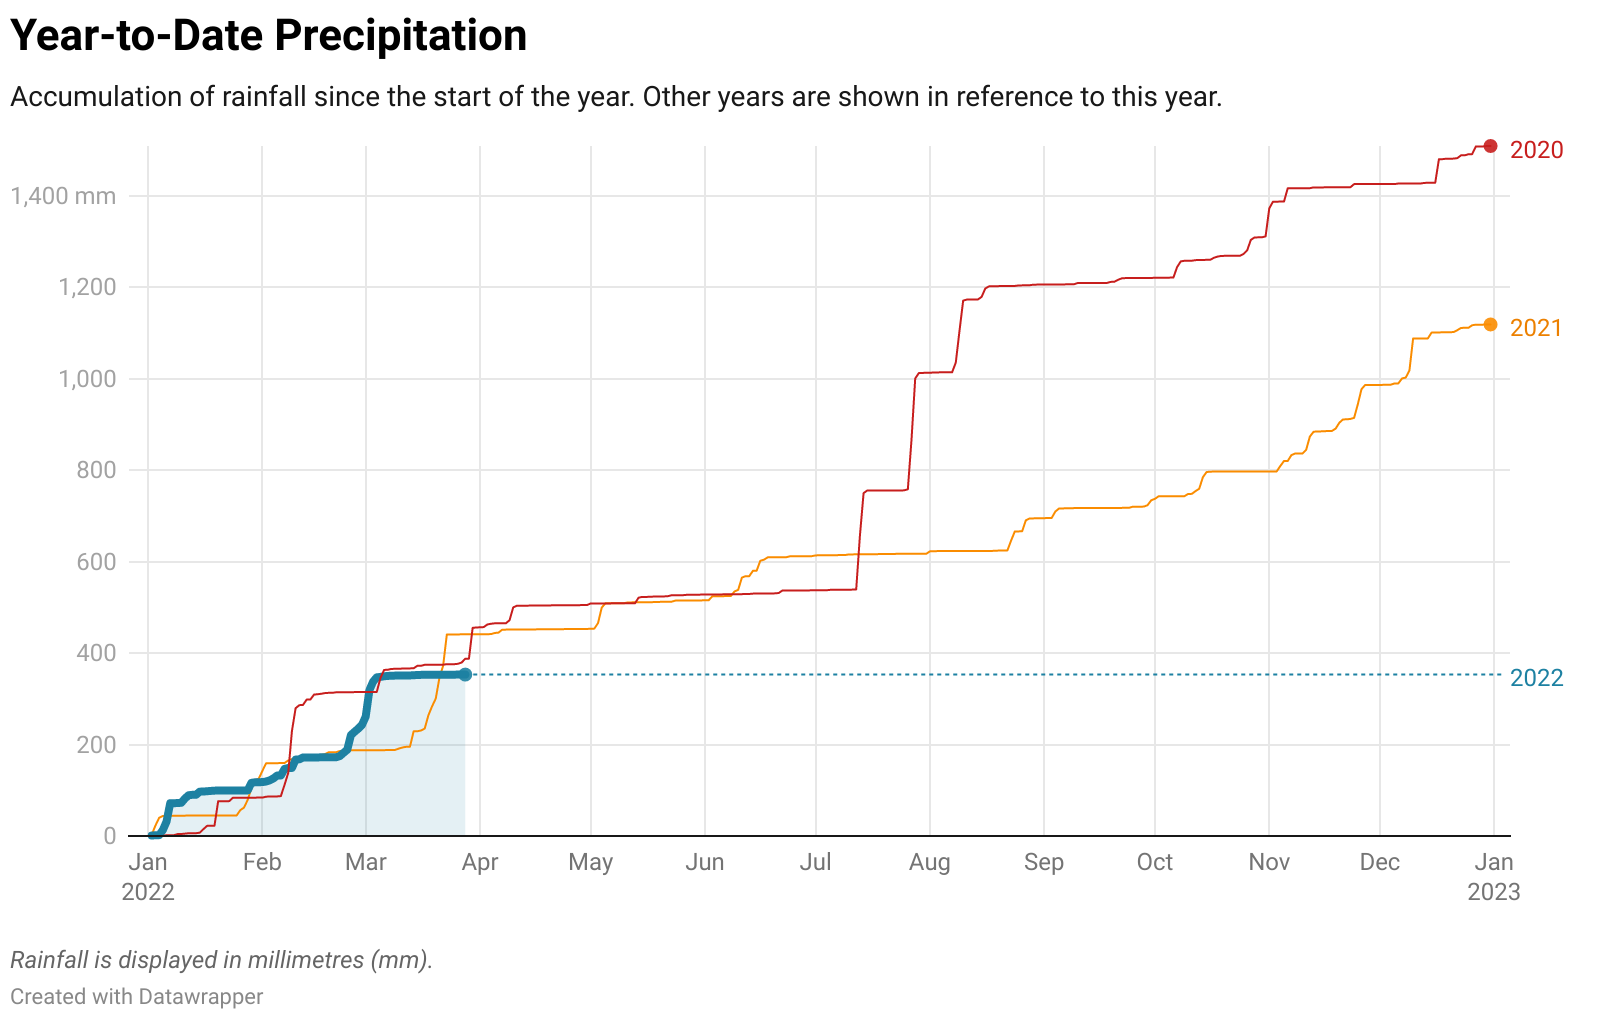 Year-to-Date Precipitation
Accumulation of rainfall since the start of the year. Other years are shown in reference to this year.
2020
1,400 mm
1,200
2021
1,000
800
600
400
2022
200
0
Jan Feb Mar Apr May Jun Jul Aug Sep Oct Nov Dec Jan
2022 2023
Rainfall is displayed in millimetres (mm).
Created with Datawrapper